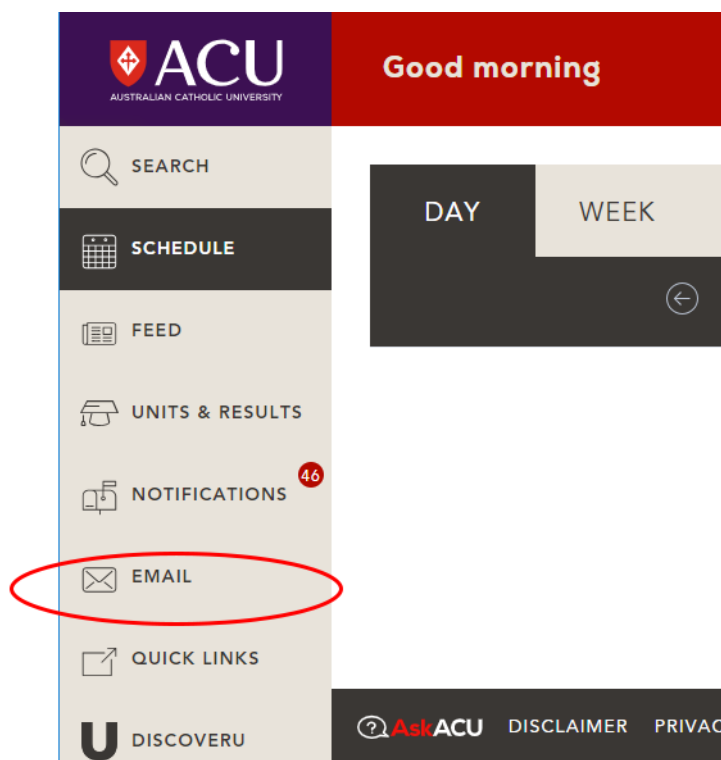 ACU
AUSTRALIAN CATHOLIC UNIVERSITY
Good morning
SEARCH
SCHEDULE
FEED
UNITS & RESULTS
46
NOTIFICATIONS
EMAIL
QUICK LINKS
U DISCOVERU
DAY WEEK
AskACU DISCLAIMER PRIVAC